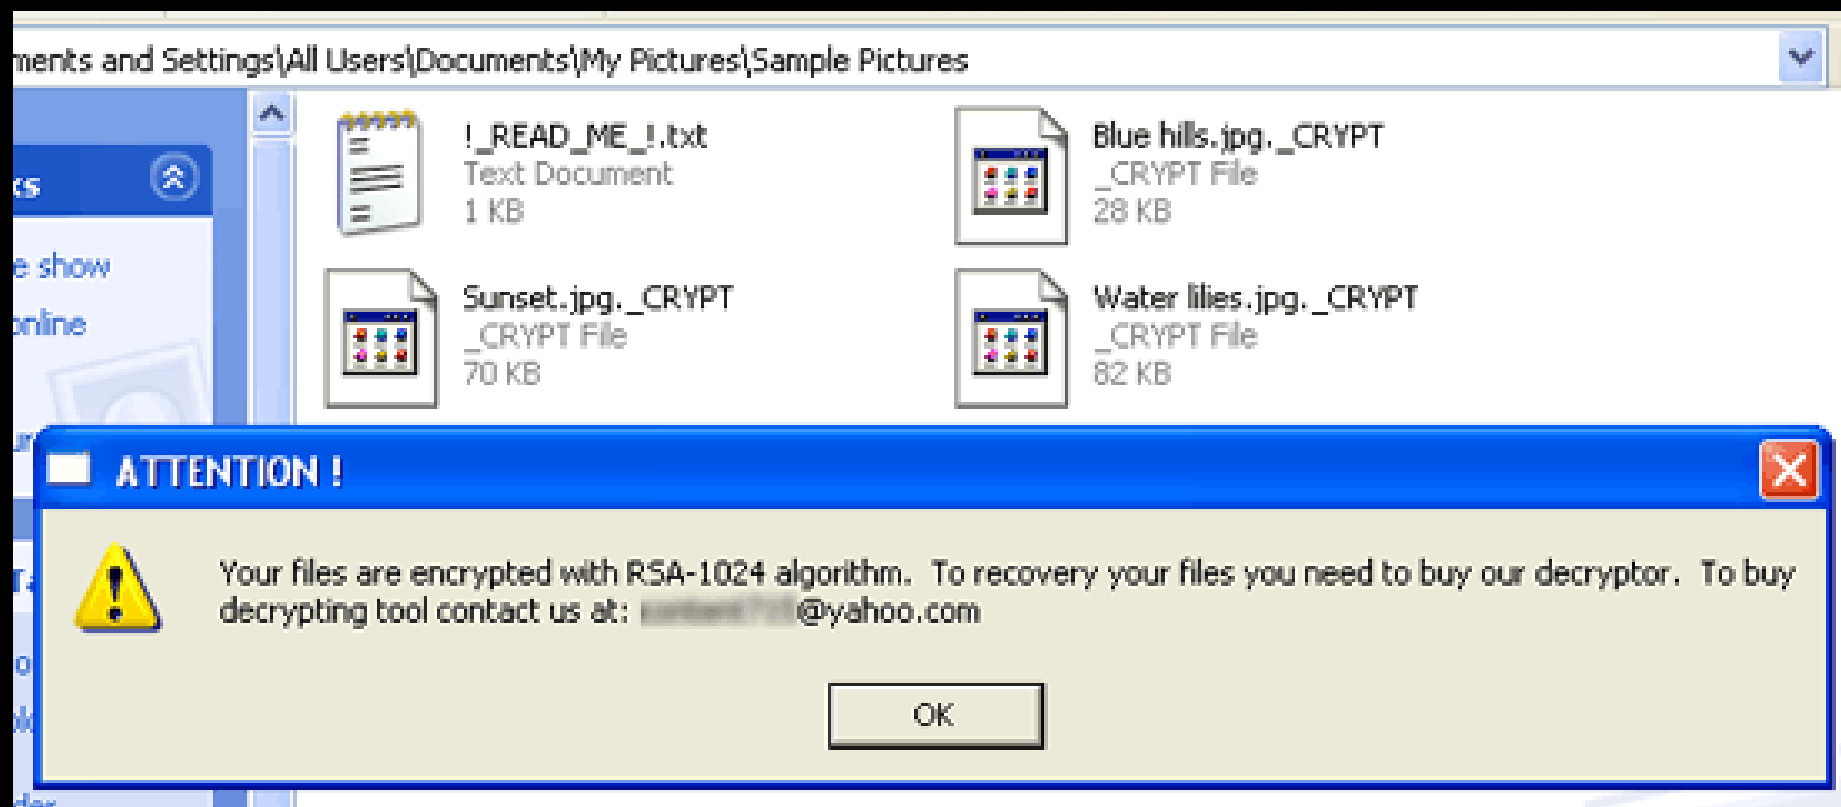 ments and Settings\All Users\Documents\My Pictures\Sample Pictures
!_READ_ME_!.txt
Text Document
1 KB
Blue hills.jpg._CRYPT
_CRYPT File
28 KB
ks
e show
online
Sunset.jpg._CRYPT
_CRYPT File
70 KB
Water lilies.jpg._CRYPT
_CRYPT File
82 KB
ATTENTION !
Your files are encrypted with RSA-1024 algorithm.  To recovery your files you need to buy our decryptor.  To buy
decrypting tool contact us at: @yahoo.com
OK